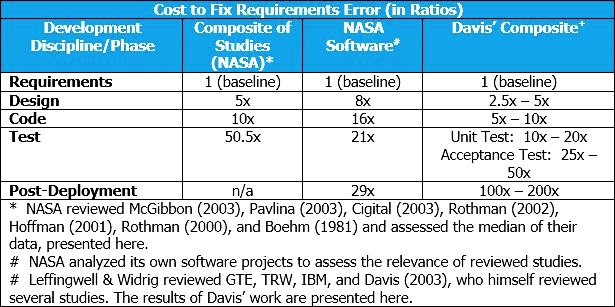 Cost to Fix Requirements Error (in Ratios)
Development
Discipline/Phase
Composite of
Studies
(NASA)*
NASA
Software#
Davis' Composite+
Requirements 1 (baseline) 1 (baseline) 1 (baseline)
Design 5x 8x 2.5x – 5x
Code 10x 16x 5x – 10x
Test 50.5x 21x Unit Test: 10x – 20x
Acceptance Test: 25x –
50x
Post-Deployment n/a 29x 100x – 200x
* NASA reviewed McGibbon (2003), Pavlina (2003), Cigital (2003), Rothman (2002),
Hoffman (2001), Rothman (2000), and Boehm (1981) and assessed the median of their
data, presented here.
# NASA analyzed its own software projects to assess the relevance of reviewed studies.
# Leffingwell & Widrig reviewed GTE, TRW, IBM, and Davis (2003), who himself reviewed
several studies. The results of Davis' work are presented here.